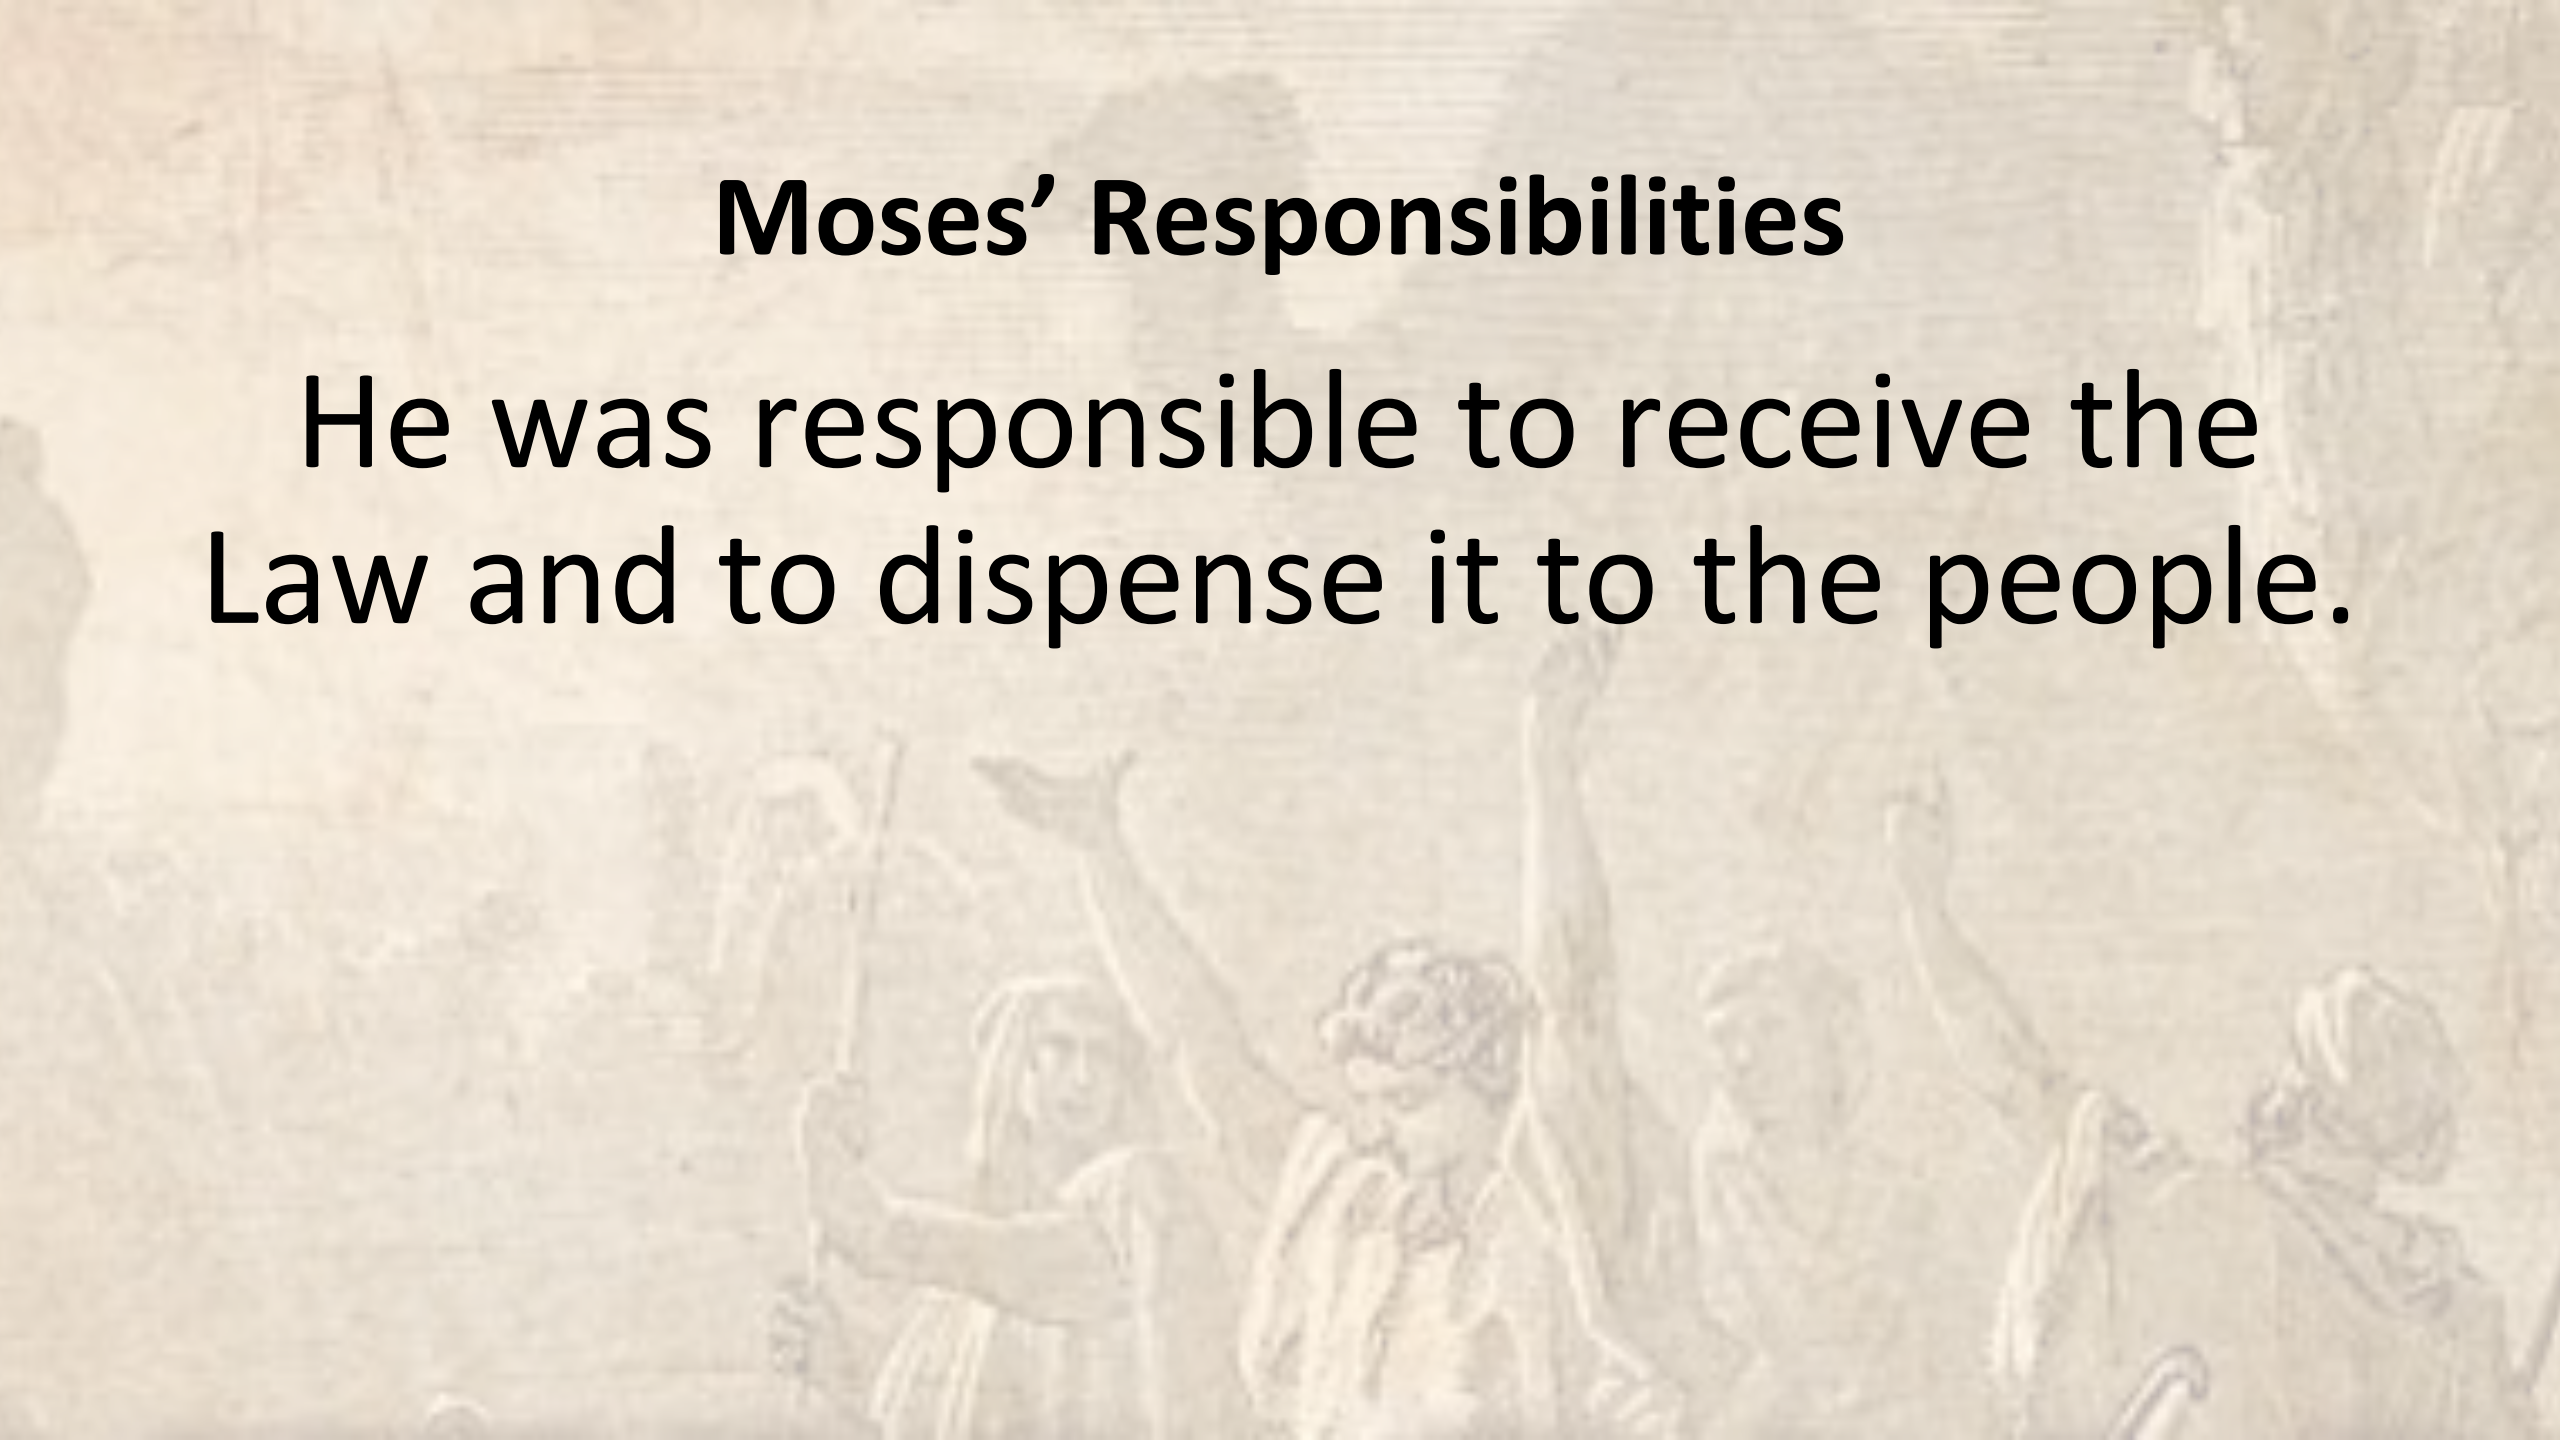 Moses’ Responsibilities
He was responsible to receive the
Law and to dispense it to the people.